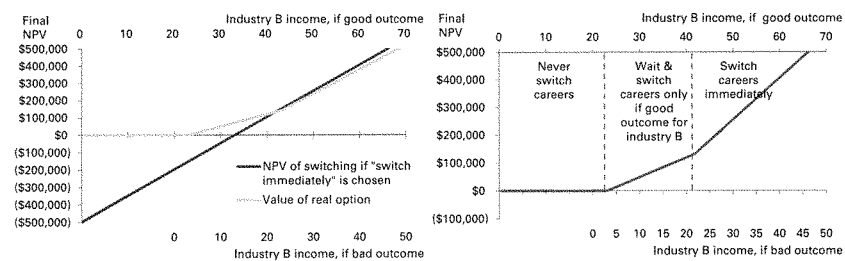 Final
NPV
Industry B income, if good outcome
0 10 20 30 40 50 60 70
$500,000
$400,000
$300,000
$200,000
$100,000
$0
($100,000)
($200,000)
($300,000)
($400,000)
($500,000)
NPV of switching if "switch
immediately" is chosen
Value of real option
0 10 20 30 40 50
Industry B income, if bad outcome
Final
NPV
Industry B income, if good outcome
0 10 20 30 40 50 60 70
$500,000
$400,000
$300,000
$200,000
$100,000
$0
($100,000)
Never
switch
careers
Wait &
switch
careers only
if good
outcome for
industry B
Switch
careers
immediately
0 5 10 15 20 25 30 35 40 45 50
Industry B income, if bad outcome